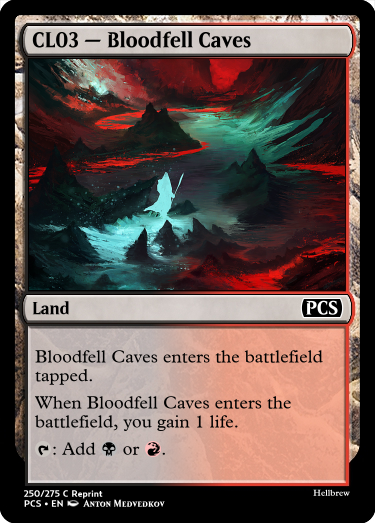 CL03 — Bloodfell Caves
Land
PCS
Bloodfell Caves enters the battlefield
tapped.
When Bloodfell Caves enters the
battlefield, you gain 1 life.
: Add or .
250/275 C Reprint
Hellbrew
PCS • EN Anton Medvedkov